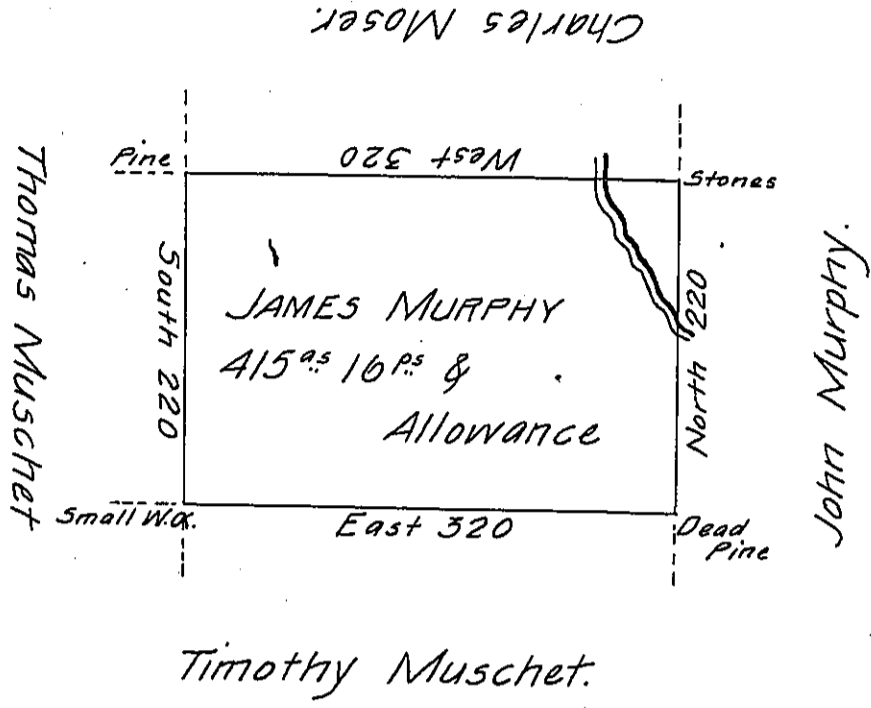 Charles Moser.
Pine
West 320
Stones
Thomas Muschet
South 220
JAMES MURPHY
415as 16ps &
Allowance
North 220
John Murphy.
Small W.O.
East 320
Dead
Pine
Timothy Muschet.